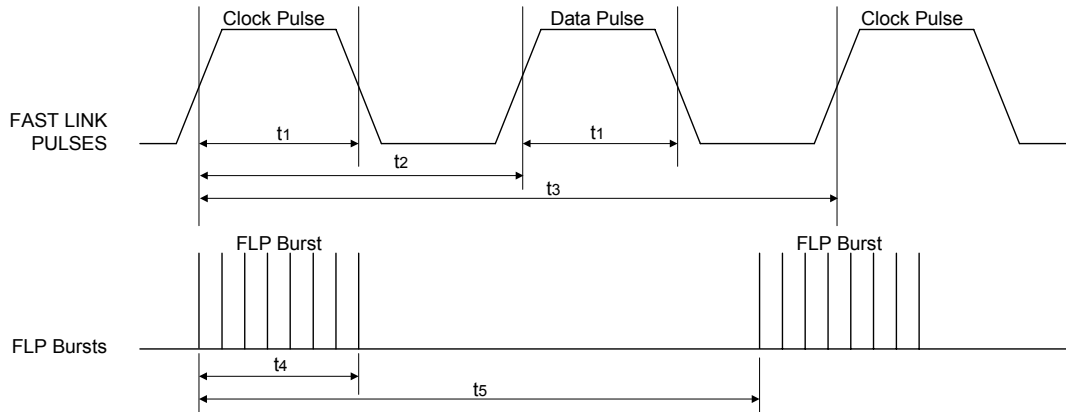 Clock Pulse
Data Pulse
Clock Pulse
FAST LINK
PULSES
t1
t1
t2
t3
FLP Burst
FLP Burst
FLP Bursts
t4
t5